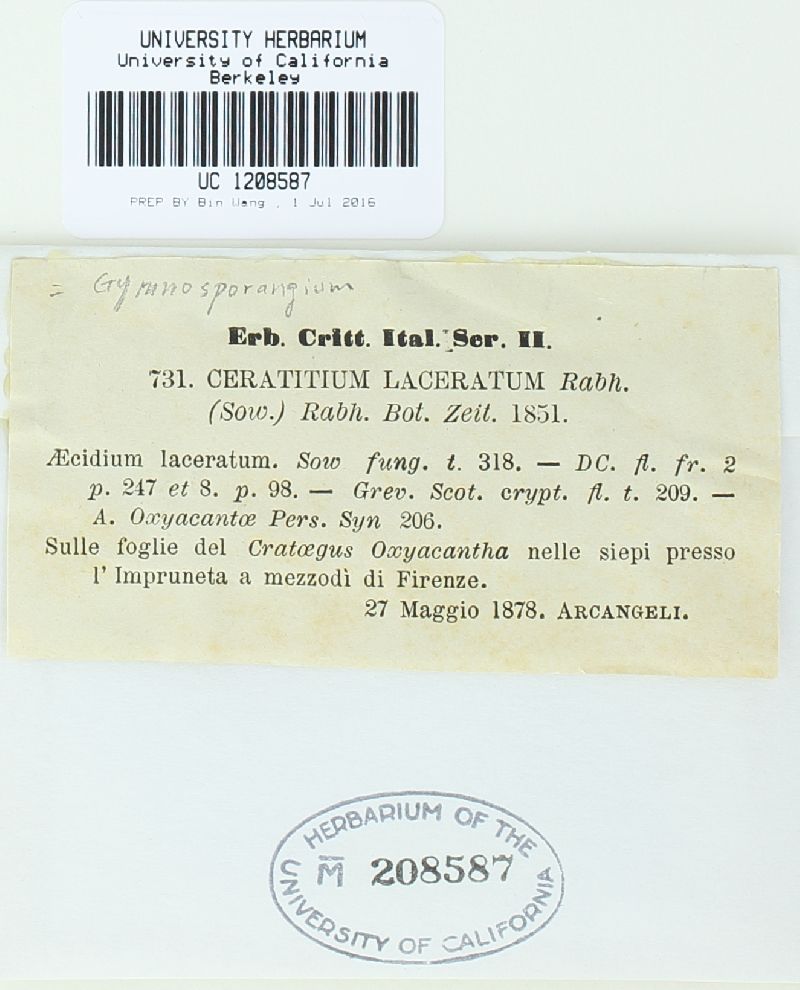 UNIVERSITY HERBARIUM
University of California
Berkeley
UC 1208587
PREP BY Bin Wang , 1 Jul 2016
= Gymnosporangium
Erb. Critt. Ital. Ser. II.
731. CERATITIUM LACERATUM Rabh.
(Sow.) Rabh. Bot. Zeit. 1851.
Æcidium laceratum. Sow fung. t. 318. — DC. fl. fr. 2
p. 247 et 8. p. 98. — Grev. Scot. crypt. fl. t. 209. —
A. Oxyacantœ Pers. Syn 206.
Sulle foglie del Cratœgus Oxyacantha nelle siepi presso
l' Impruneta a mezzodì di Firenze.
27 Maggio 1878. ARCANGELI.
HERBARIUM OF THE
M̅ 208587
UNIVERSITY OF CALIFORNIA